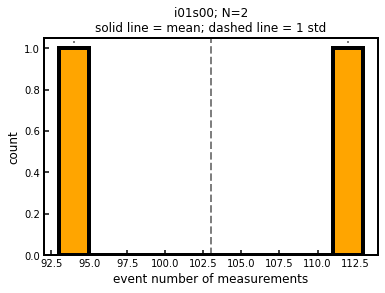 i01s00; N=2
solid line = mean; dashed line = 1 std
count
1.0
0.8
0.6
0.4
0.2
0.0
92.5 95.0 97.5 100.0 102.5 105.0 107.5 110.0 112.5
event number of measurements